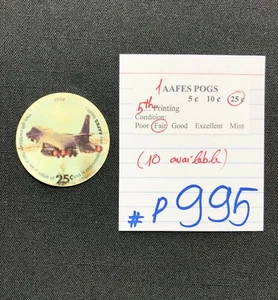 1 AAFES POGS
5¢ 10¢ 25¢
5th Printing
Condition:
Poor Fair Good Excellent Mint
(10 available)
#P995
25¢